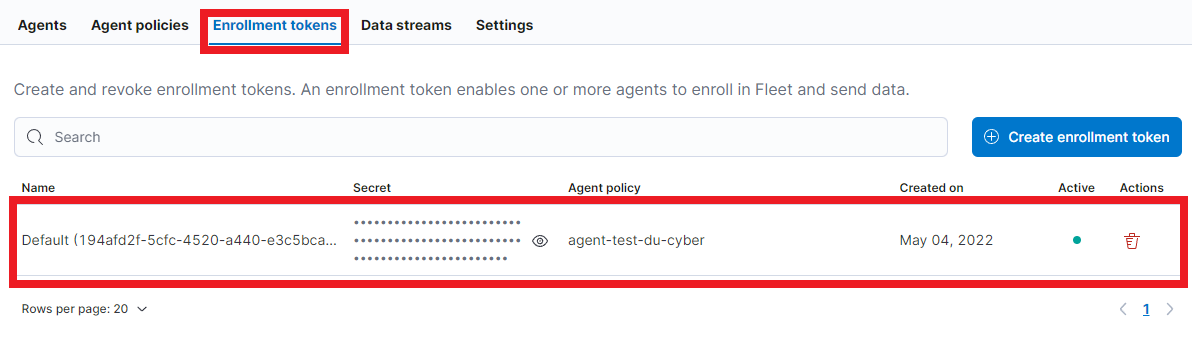 Agents Agent policies Enrollment tokens Data streams Settings
Create and revoke enrollment tokens. An enrollment token enables one or more agents to enroll in Fleet and send data.
Search
Create enrollment token
Name Secret Agent policy Created on Active Actions
Default (194afd2f-5cfc-4520-a440-e3c5bca... •••••••••••••••••••••••• agent-test-du-cyber May 04, 2022
Rows per page: 20
1